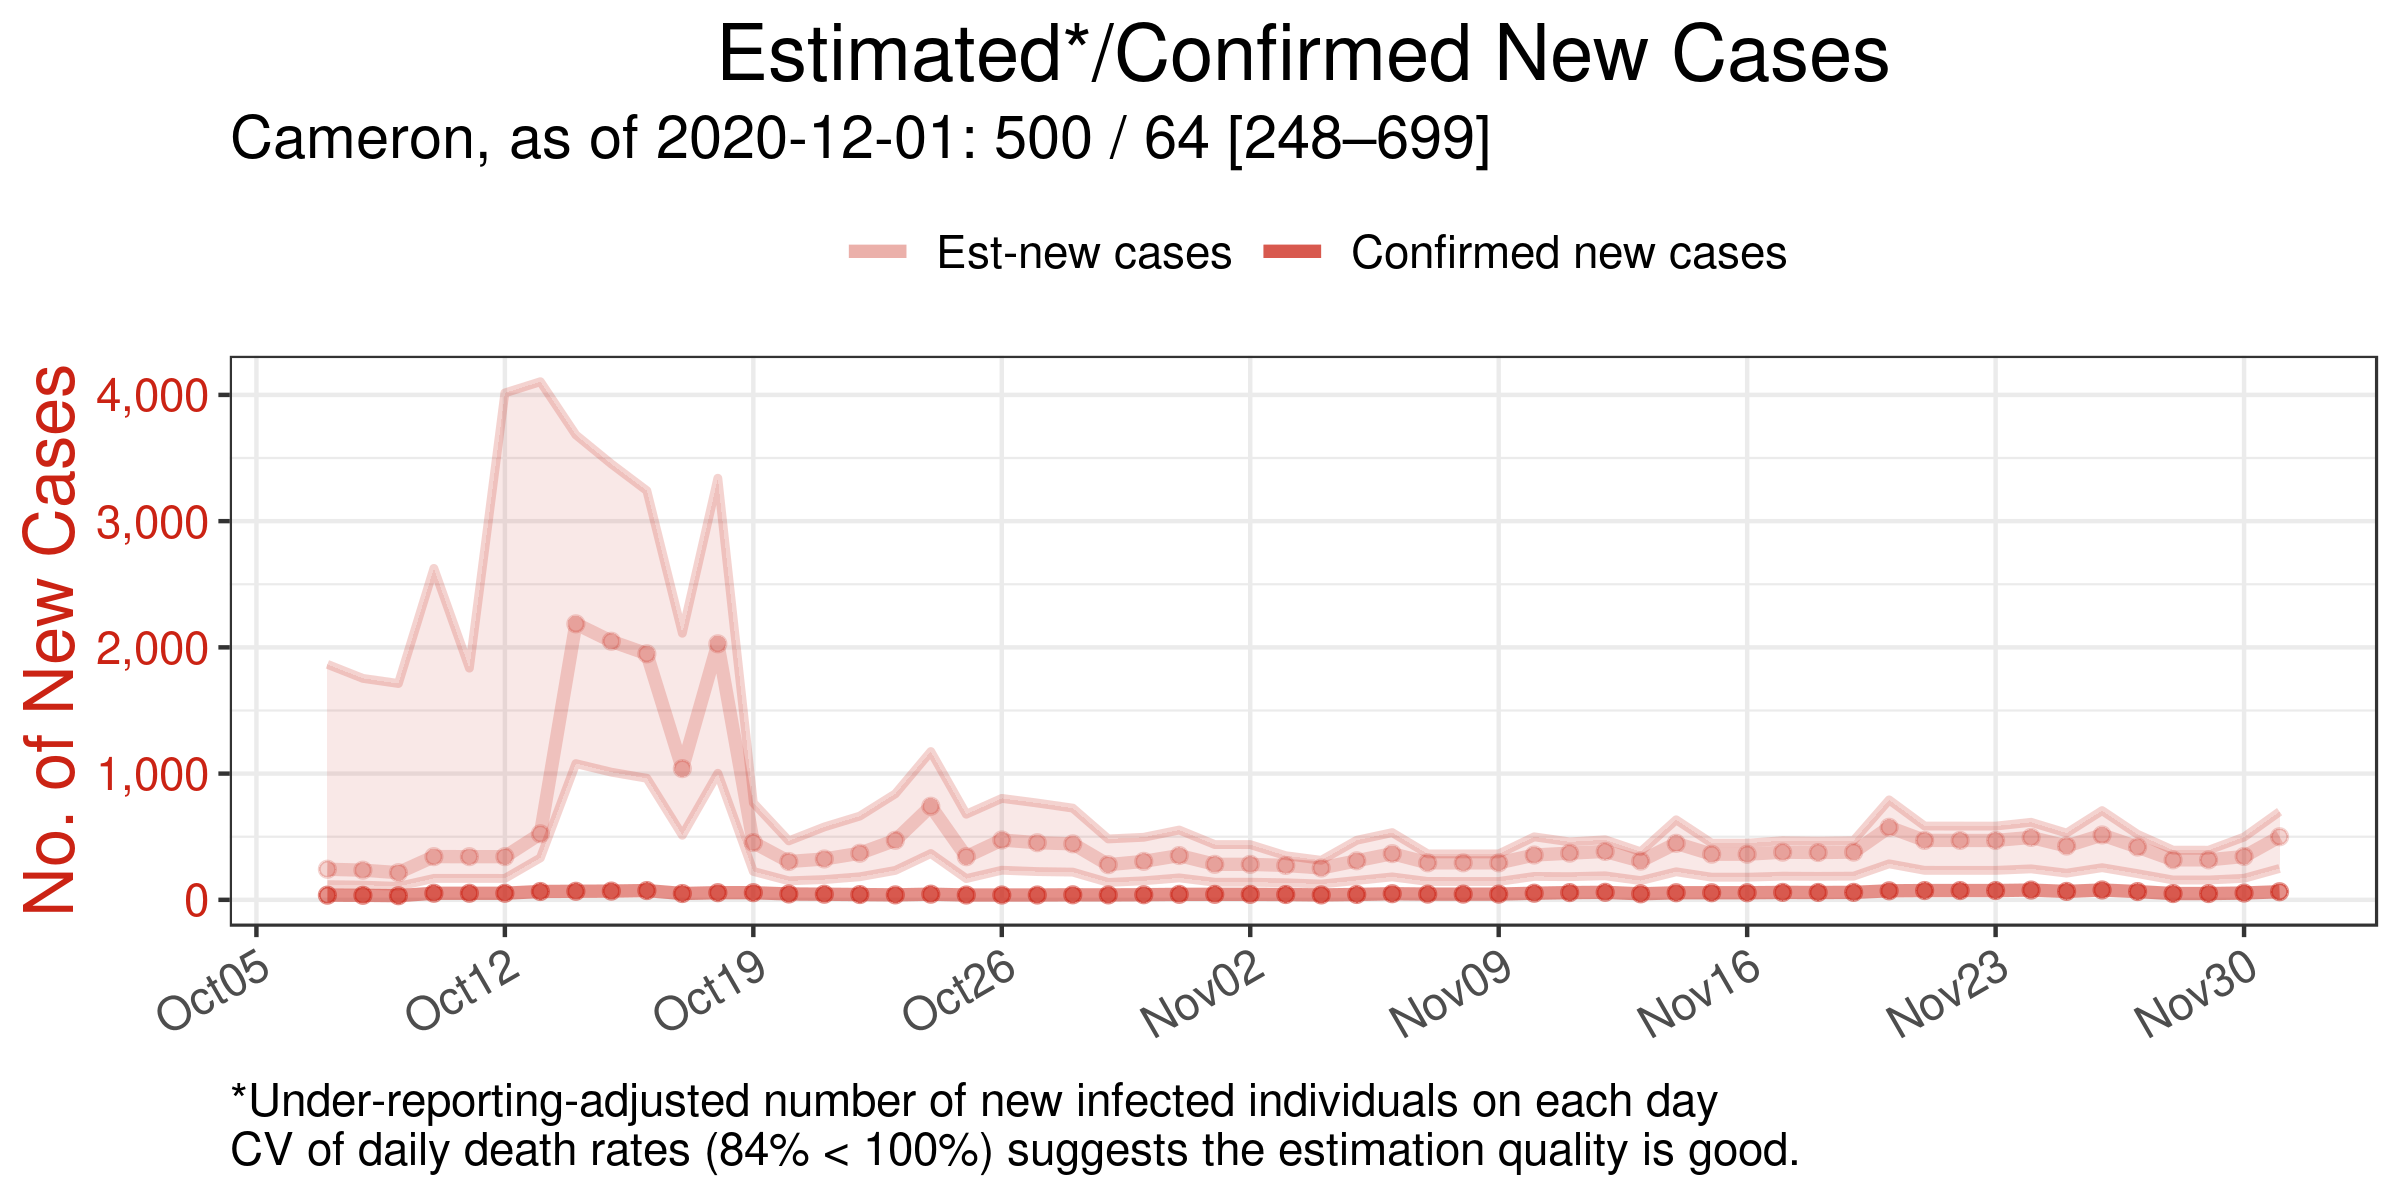 Estimated*/Confirmed New Cases
Cameron, as of 2020-12-01: 500 / 64 [248–699]
Est-new cases Confirmed new cases
No. of New Cases
4,000
3,000
2,000
1,000
0
Oct05 Oct12 Oct19 Oct26 Nov02 Nov09 Nov16 Nov23 Nov30
*Under-reporting-adjusted number of new infected individuals on each day
CV of daily death rates (84% < 100%) suggests the estimation quality is good.